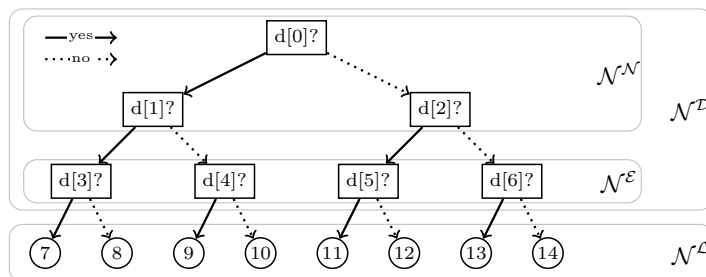 d[0]?
yes
no
𝒩^𝒩
d[1]? d[2]?
𝒩^𝒟
d[3]? d[4]? d[5]? d[6]? 𝒩^ℰ
7 8 9 10 11 12 13 14 𝒩^ℒ